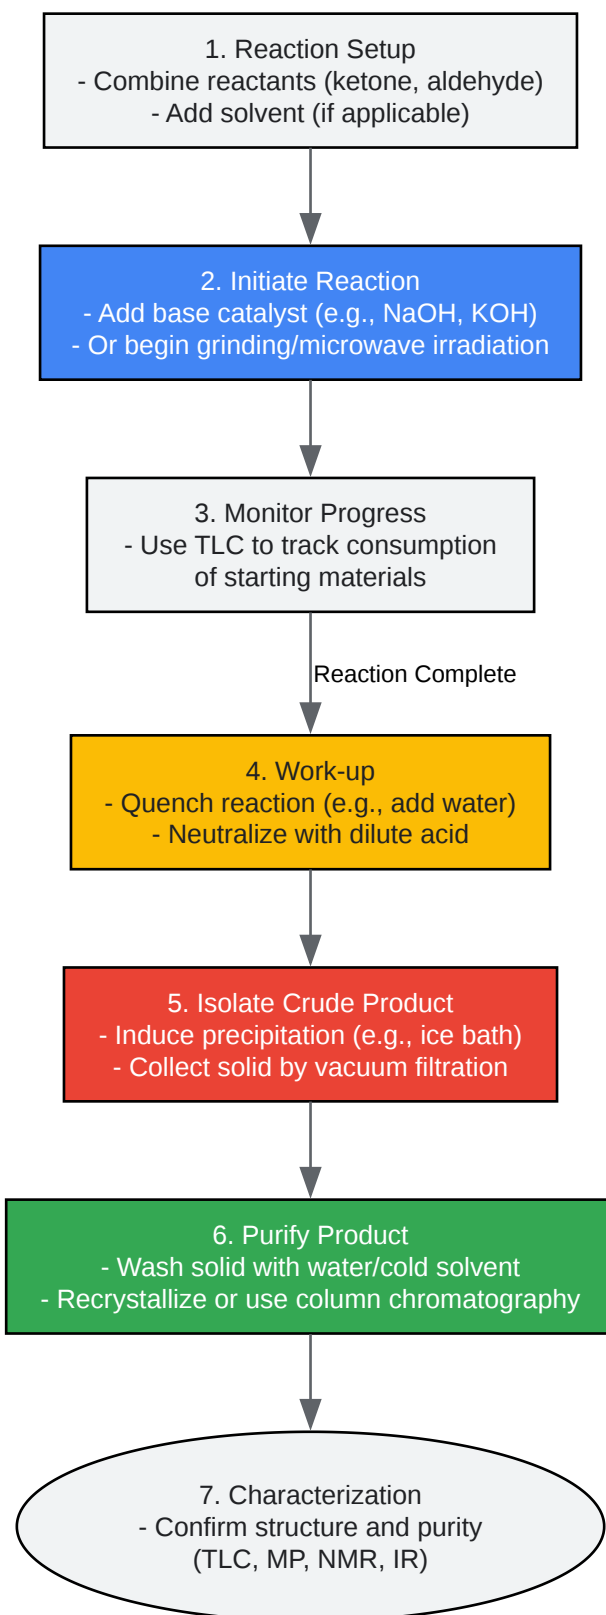 1. Reaction Setup
- Combine reactants (ketone, aldehyde)
- Add solvent (if applicable)
2. Initiate Reaction
- Add base catalyst (e.g., NaOH, KOH)
- Or begin grinding/microwave irradiation
3. Monitor Progress
- Use TLC to track consumption
of starting materials
Reaction Complete
4. Work-up
- Quench reaction (e.g., add water)
- Neutralize with dilute acid
5. Isolate Crude Product
- Induce precipitation (e.g., ice bath)
- Collect solid by vacuum filtration
6. Purify Product
- Wash solid with water/cold solvent
- Recrystallize or use column chromatography
7. Characterization
- Confirm structure and purity
(TLC, MP, NMR, IR)